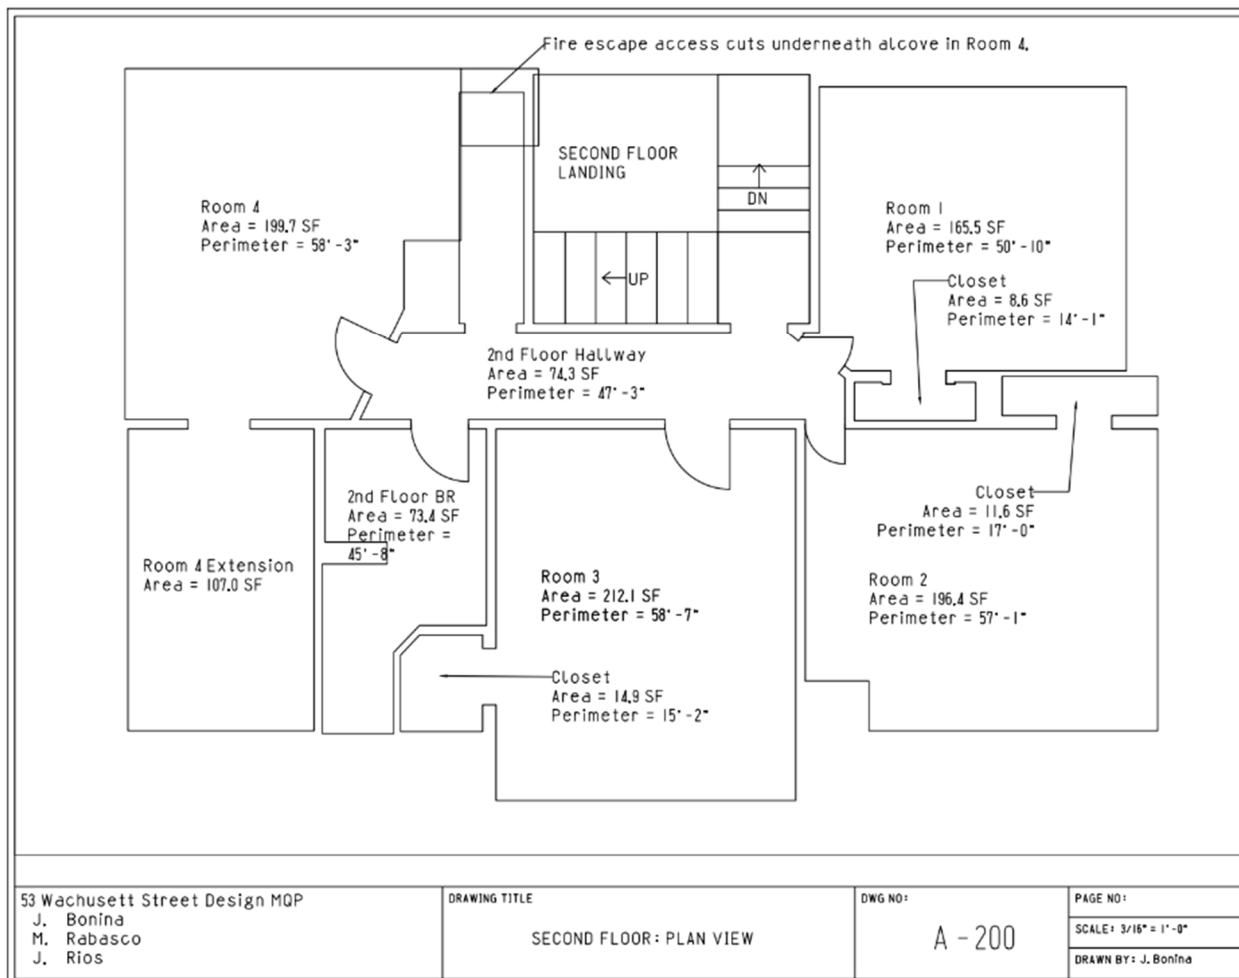 Fire escape access cuts underneath alcove in Room 4.
SECOND FLOOR
LANDING
DN
UP
Room 4
Area = 199.7 SF
Perimeter = 58'-3"
Room 1
Area = 165.5 SF
Perimeter = 50'-10"
Closet
Area = 8.6 SF
Perimeter = 14'-1"
2nd Floor Hallway
Area = 74.3 SF
Perimeter = 47'-3"
2nd Floor BR
Area = 73.4 SF
Perimeter =
45'-8"
Closet
Area = 11.6 SF
Perimeter = 17'-0"
Room 4 Extension
Area = 107.0 SF
Room 3
Area = 212.1 SF
Perimeter = 58'-7"
Room 2
Area = 196.4 SF
Perimeter = 57'-1"
Closet
Area = 14.9 SF
Perimeter = 15'-2"
53 Wachusett Street Design MQP
J. Bonina
M. Rabasco
J. Rios
DRAWING TITLE
SECOND FLOOR: PLAN VIEW
DWG NO:
A - 200
PAGE NO:
SCALE: 3/16" = 1'-0"
DRAWN BY: J. Bonina